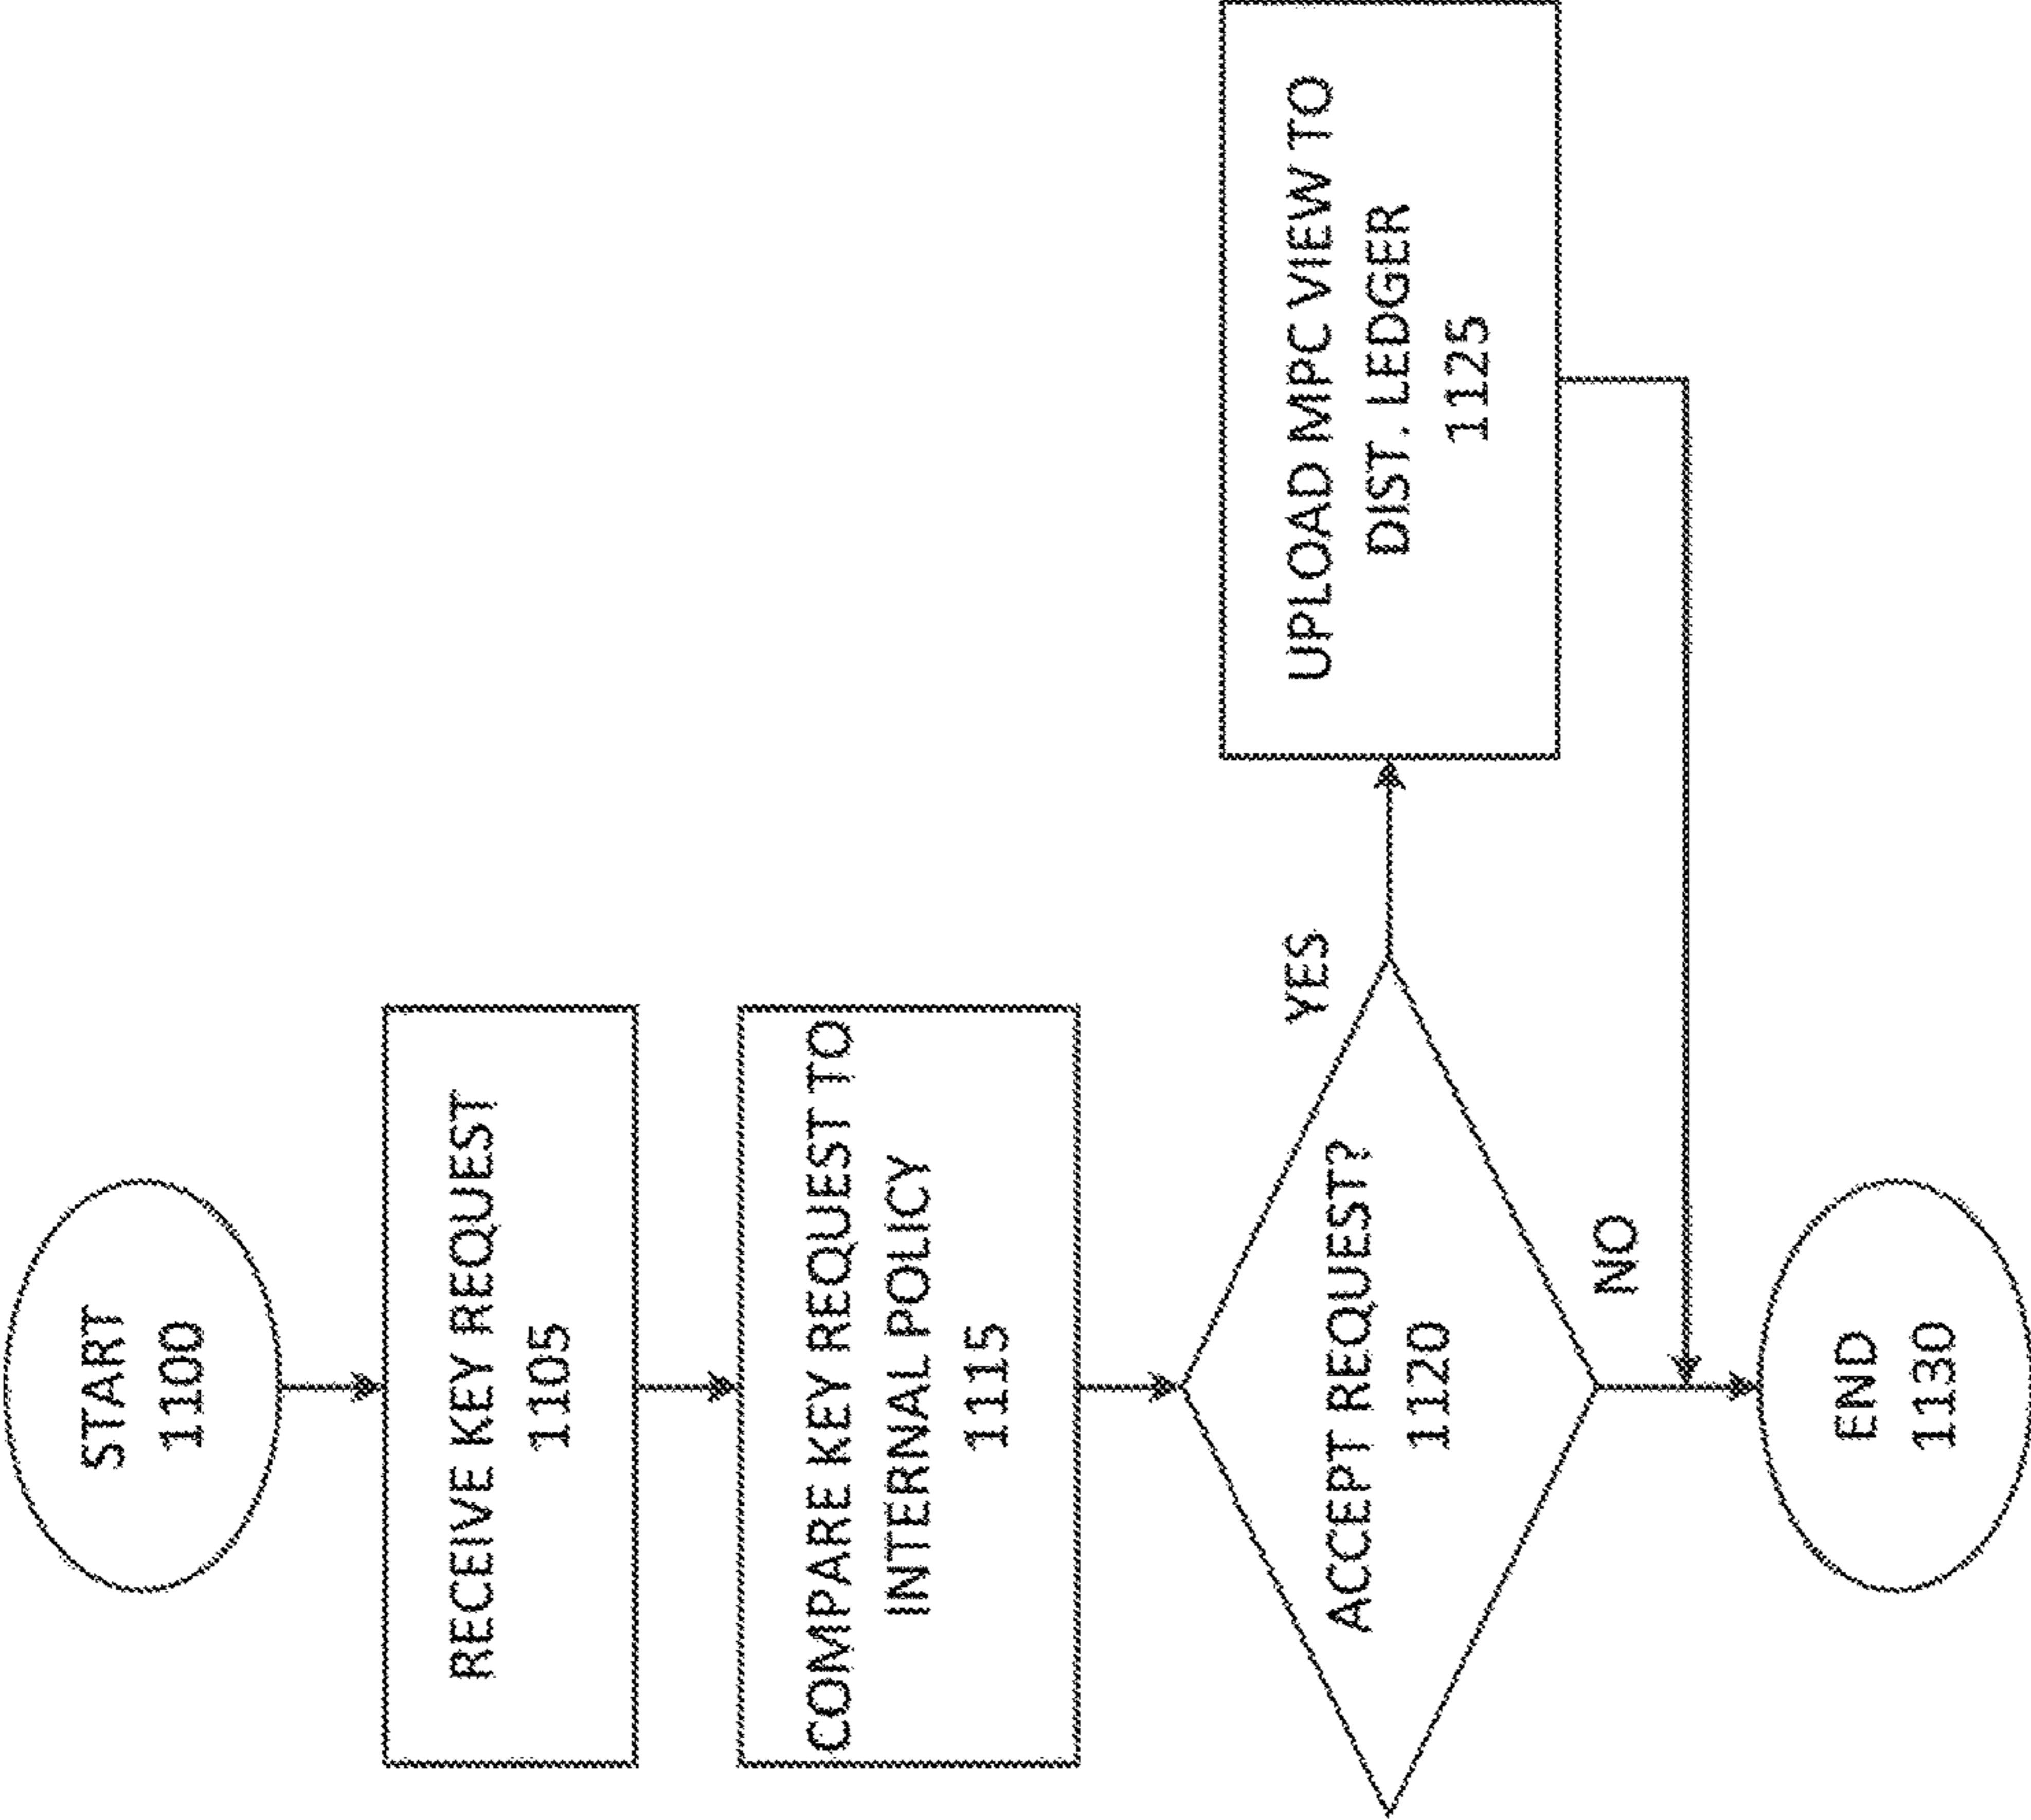 START
1100
RECEIVE KEY REQUEST
1105
COMPARE KEY REQUEST TO
INTERNAL POLICY
1115
ACCEPT REQUEST?
1120
YES
UPLOAD MPC VIEW TO
DIST. LEDGER
1125
NO
END
1130